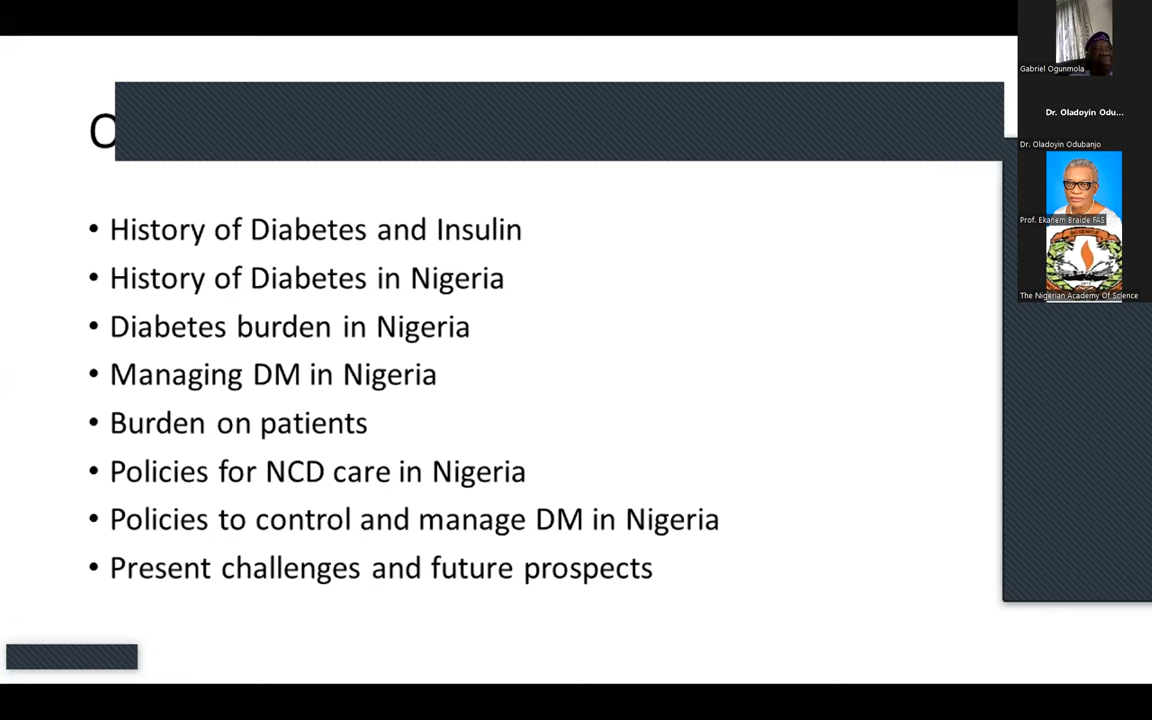 • History of Diabetes and Insulin
• History of Diabetes in Nigeria
• Diabetes burden in Nigeria
• Managing DM in Nigeria
• Burden on patients
• Policies for NCD care in Nigeria
• Policies to control and manage DM in Nigeria
• Present challenges and future prospects
Gabriel Ogunmola
Dr. Oladoyin Odu...
Dr. Oladoyin Odubanjo
Prof. Ekanem Braide FAS
The Nigerian Academy Of Science